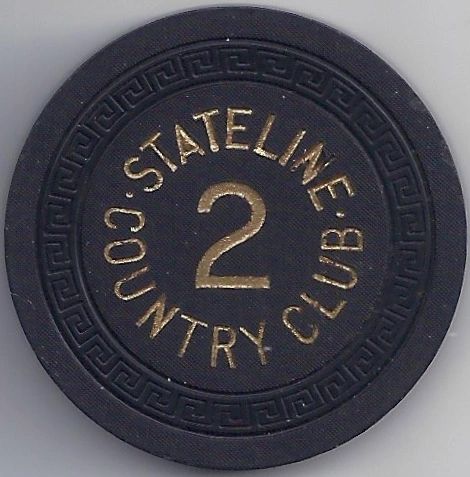 · STATELINE ·
2
COUNTRY CLUB